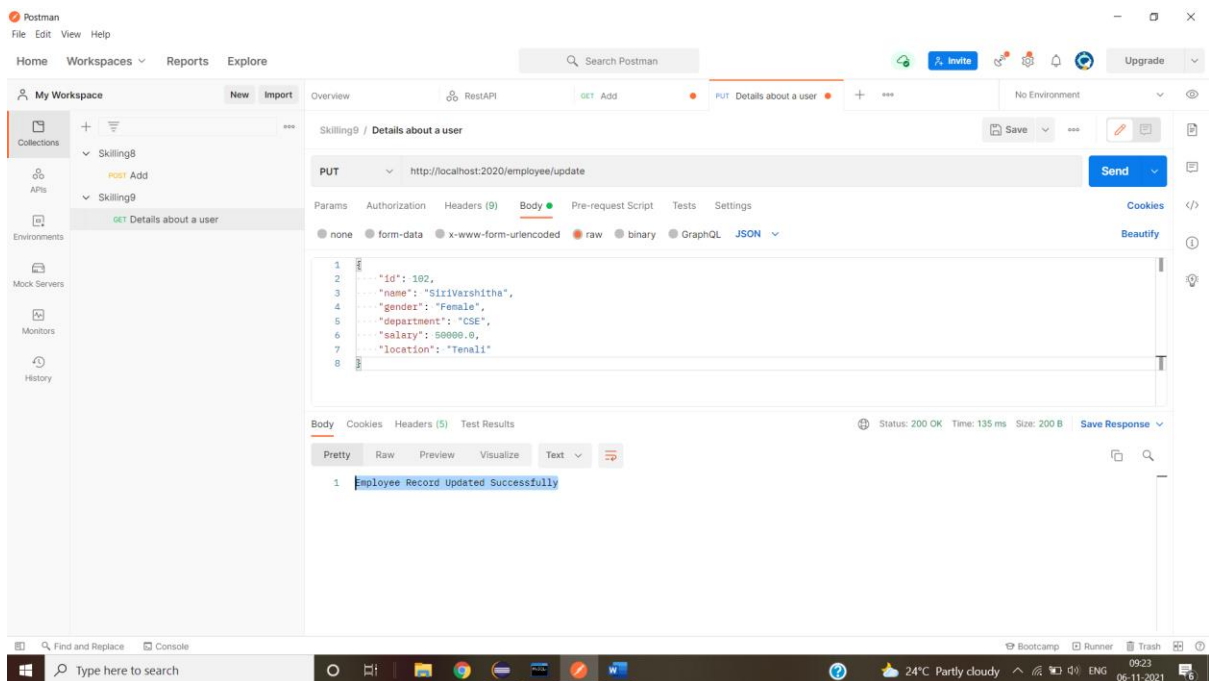 Postman
File Edit View Help
Home Workspaces Reports Explore Search Postman Invite Upgrade
My Workspace New Import Overview RestAPI GET Add PUT Details about a user No Environment
Collections
APIs
Environments
Mock Servers
Monitors
History
Skilling8
POST Add
Skilling9
GET Details about a user
Skilling9 / Details about a user Save
PUT http://localhost:2020/employee/update Send
Params Authorization Headers (9) Body Pre-request Script Tests Settings Cookies
none form-data x-www-form-urlencoded raw binary GraphQL JSON Beautify
1 {
2 "id": 102,
3 "name": "SiriVarshitha",
4 "gender": "Female",
5 "department": "CSE",
6 "salary": 50000.0,
7 "location": "Tenali"
8 }
Body Cookies Headers (5) Test Results Status: 200 OK Time: 135 ms Size: 200 B Save Response
Pretty Raw Preview Visualize Text
1 Employee Record Updated Successfully
Find and Replace Console Bootcamp Runner Trash
Type here to search 24°C Partly cloudy ENG 09:23
06-11-2021